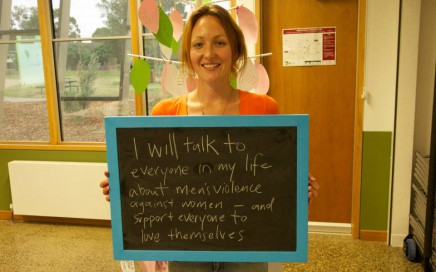 I will talk to
everyone in my life
about men's violence
against women – and
support everyone to
love themselves